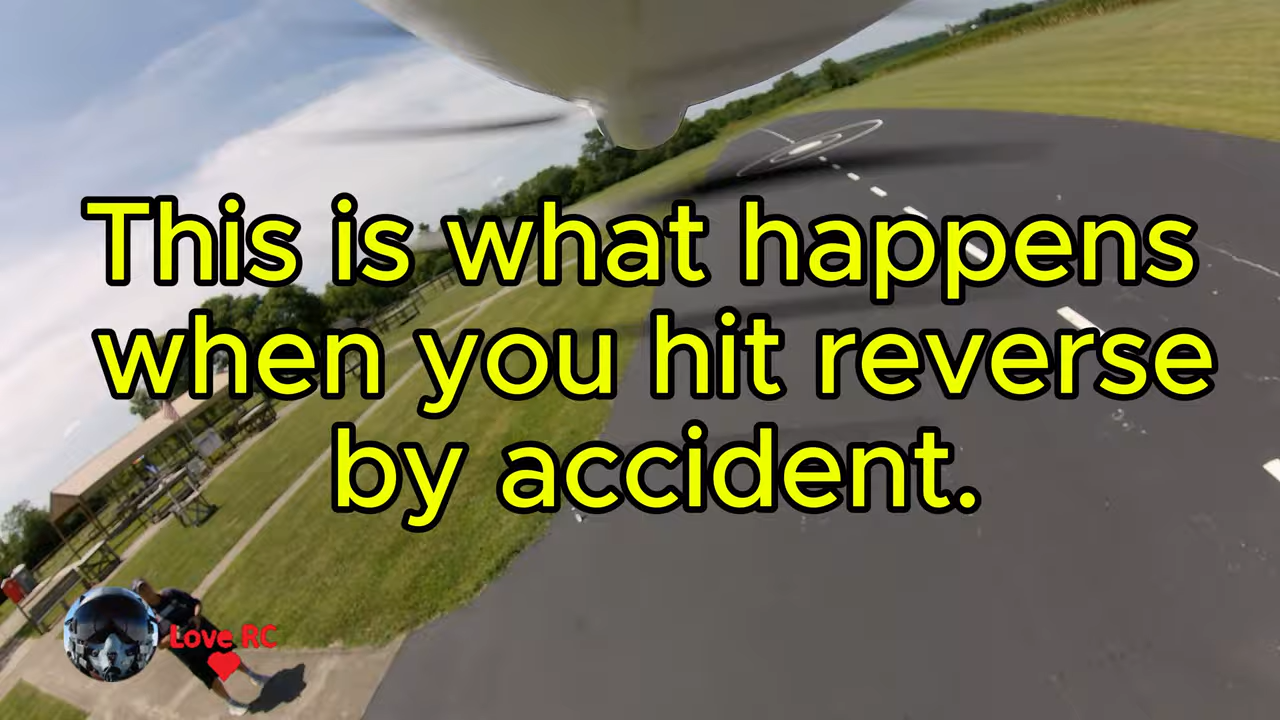 This is what happens
when you hit reverse
by accident.
Love RC